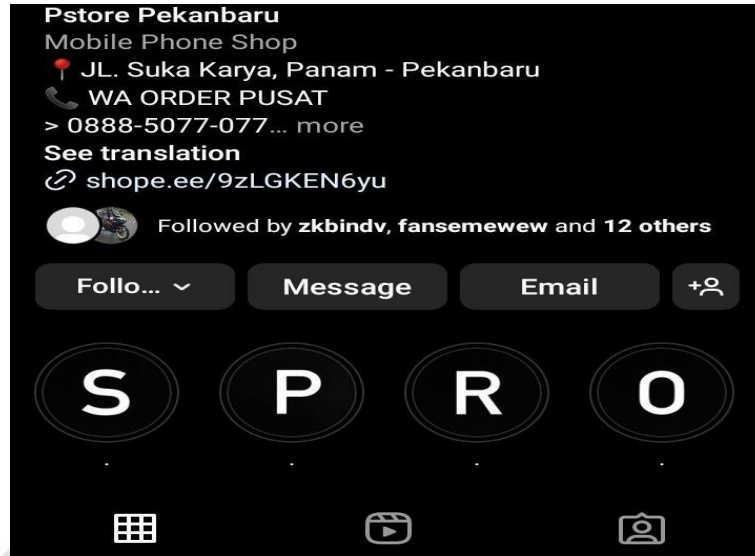 Pstore Pekanbaru
Mobile Phone Shop
📍 JL. Suka Karya, Panam - Pekanbaru
📞 WA ORDER PUSAT
> 0888-5077-077... more
See translation
shope.ee/9zLGKEN6yu
Followed by zkbindv, fansemewew and 12 others
Follo... Message Email
S P R O
. . . .